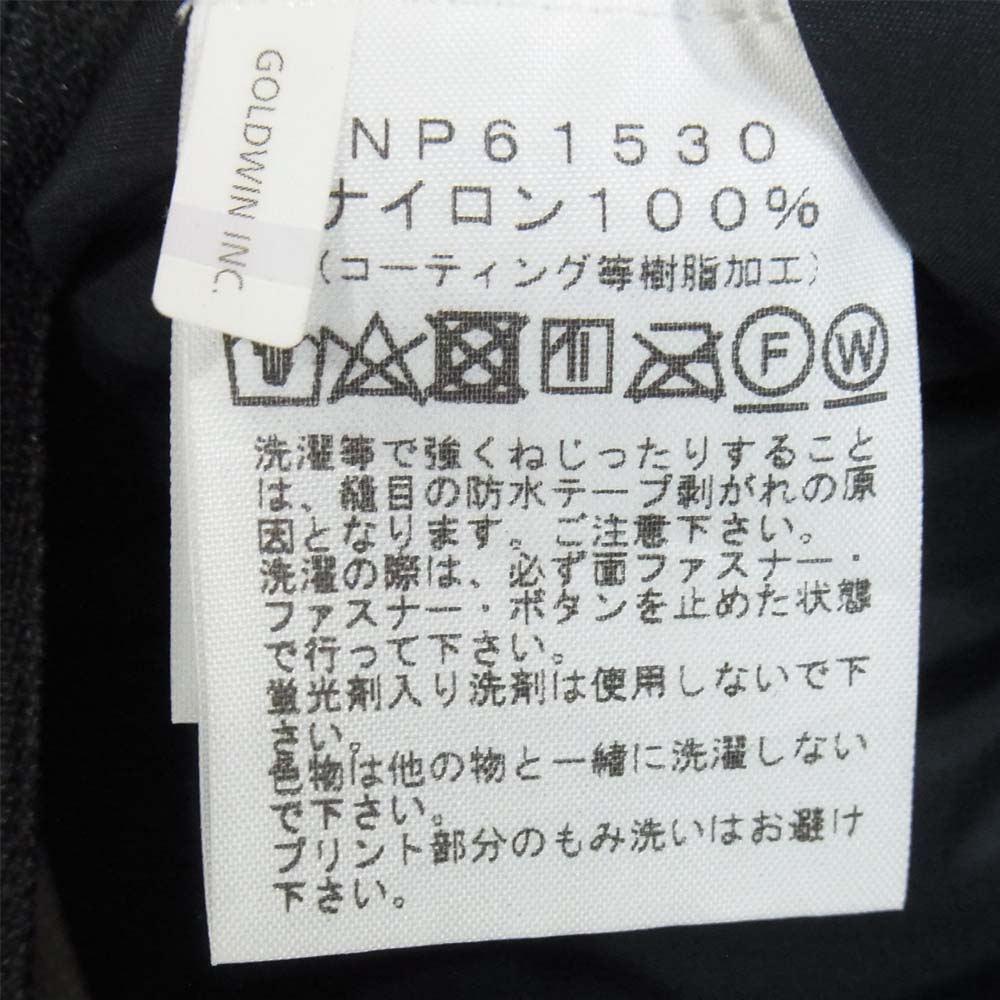 GOLDWIN INC.
NP61530
ナイロン100%
(コーティング等樹脂加工)
F W
洗濯等で強くねじったりすること
は、縫目の防水テープ剥がれの原
因となります。ご注意下さい。
洗濯の際は、必ず面ファスナー・
ファスナー・ボタンを止めた状態
で行って下さい。
蛍光剤入り洗剤は使用しないで下
さい。
色物は他の物と一緒に洗濯しない
で下さい。
プリント部分のもみ洗いはお避け
下さい。